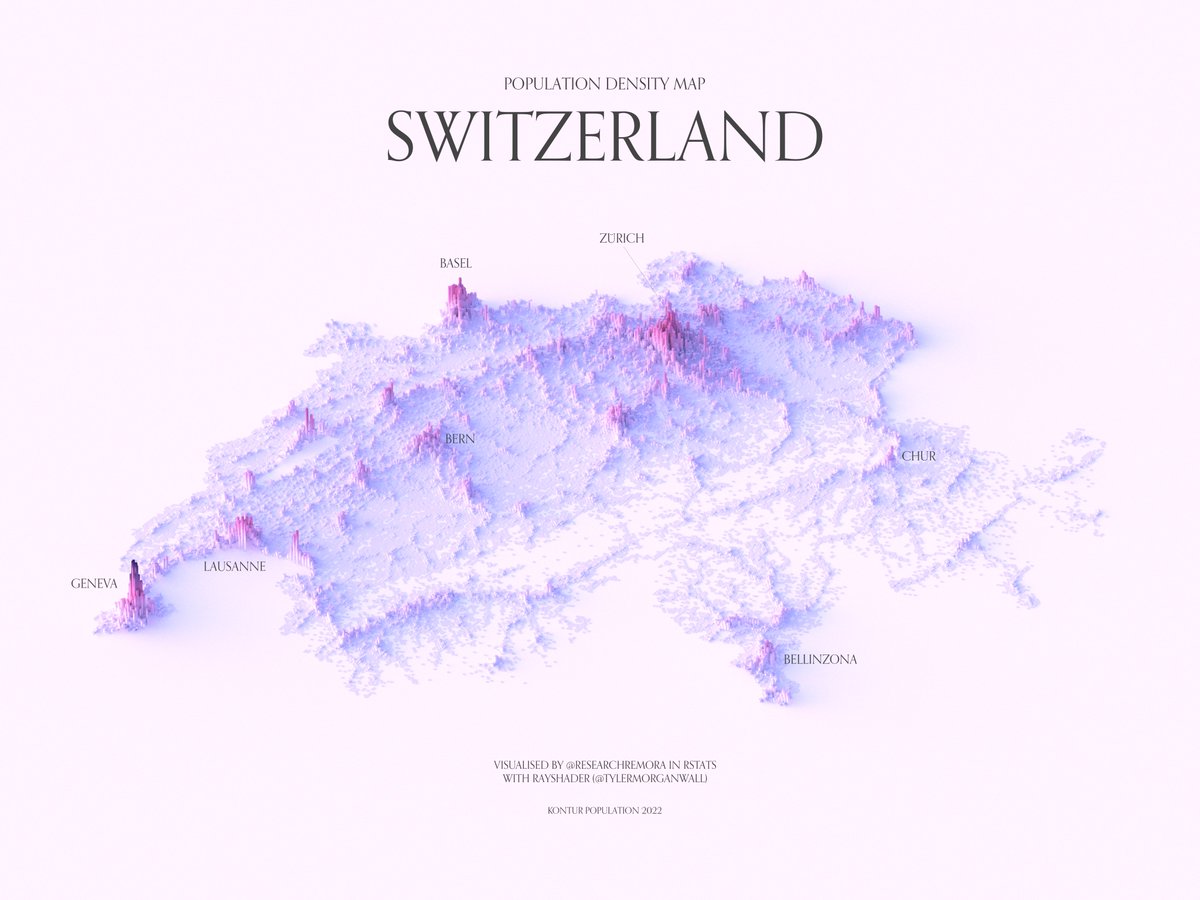 POPULATION DENSITY MAP
SWITZERLAND
ZÜRICH
BASEL
BERN
CHUR
LAUSANNE
GENEVA
BELLINZONA
VISUALISED BY @RESEARCHREMORA IN RSTATS
WITH RAYSHADER (@TYLERMORGANWALL)
KONTUR POPULATION 2022